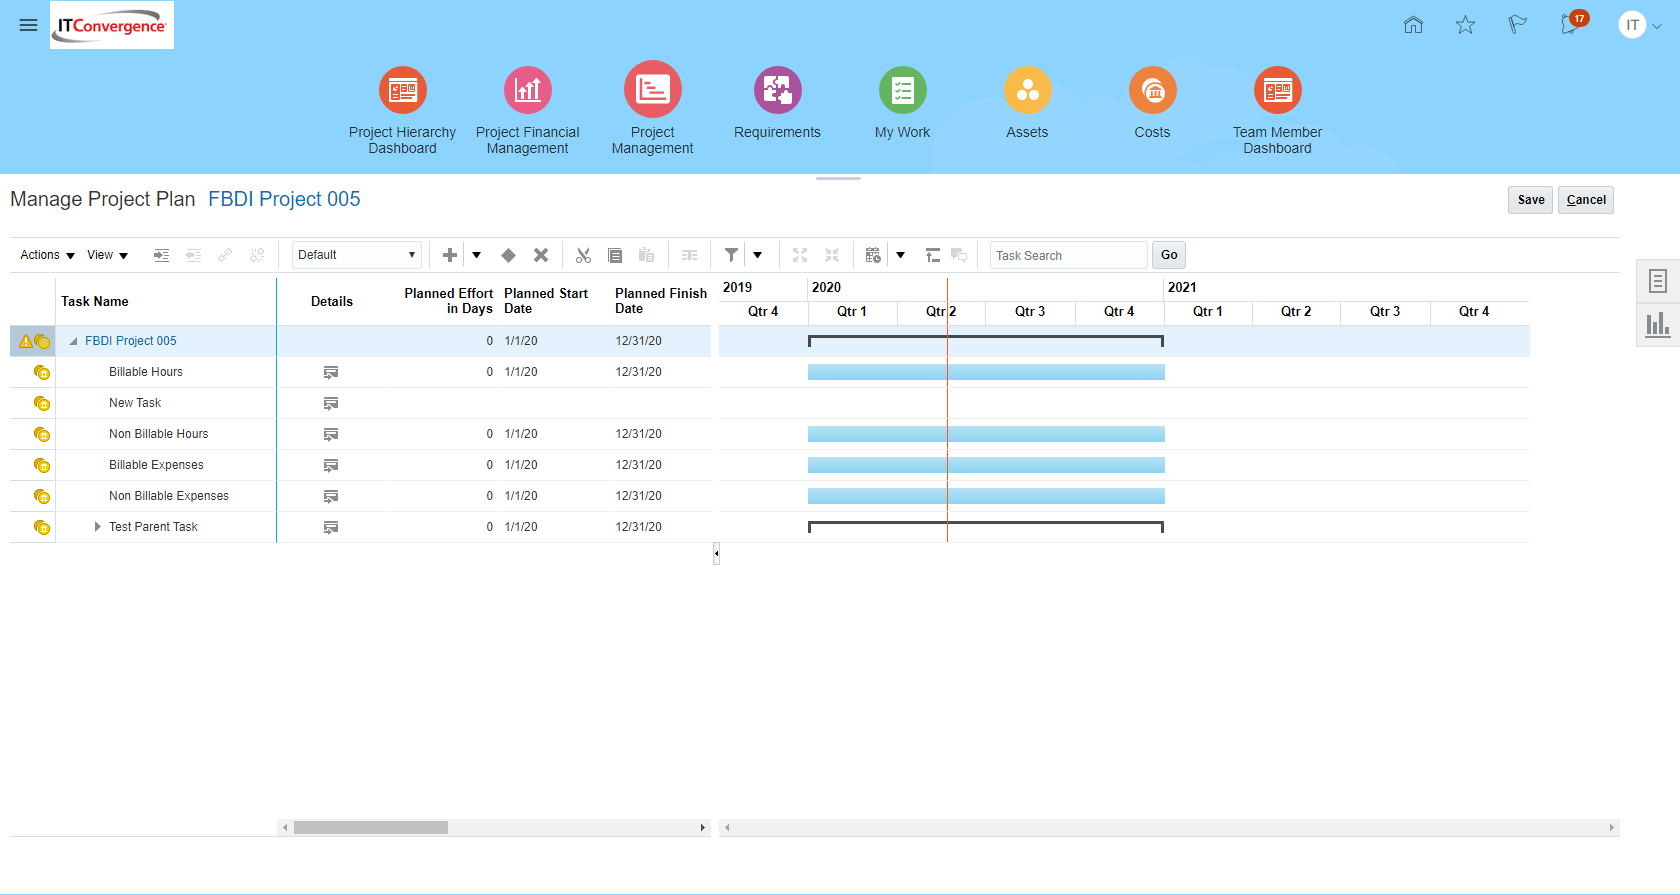 ITConvergence
17
IT
Project Hierarchy Dashboard
Project Financial Management
Project Management
Requirements
My Work
Assets
Costs
Team Member Dashboard
Manage Project Plan FBDI Project 005
Save
Cancel
Actions
View
Default
Task Search
Go
Task Name
Details
Planned Effort in Days
Planned Start Date
Planned Finish Date
2019
2020
2021
Qtr 4
Qtr 1
Qtr 2
Qtr 3
Qtr 4
Qtr 1
Qtr 2
Qtr 3
Qtr 4
FBDI Project 005 0 1/1/20 12/31/20
Billable Hours 0 1/1/20 12/31/20
New Task
Non Billable Hours 0 1/1/20 12/31/20
Billable Expenses 0 1/1/20 12/31/20
Non Billable Expenses 0 1/1/20 12/31/20
Test Parent Task 0 1/1/20 12/31/20